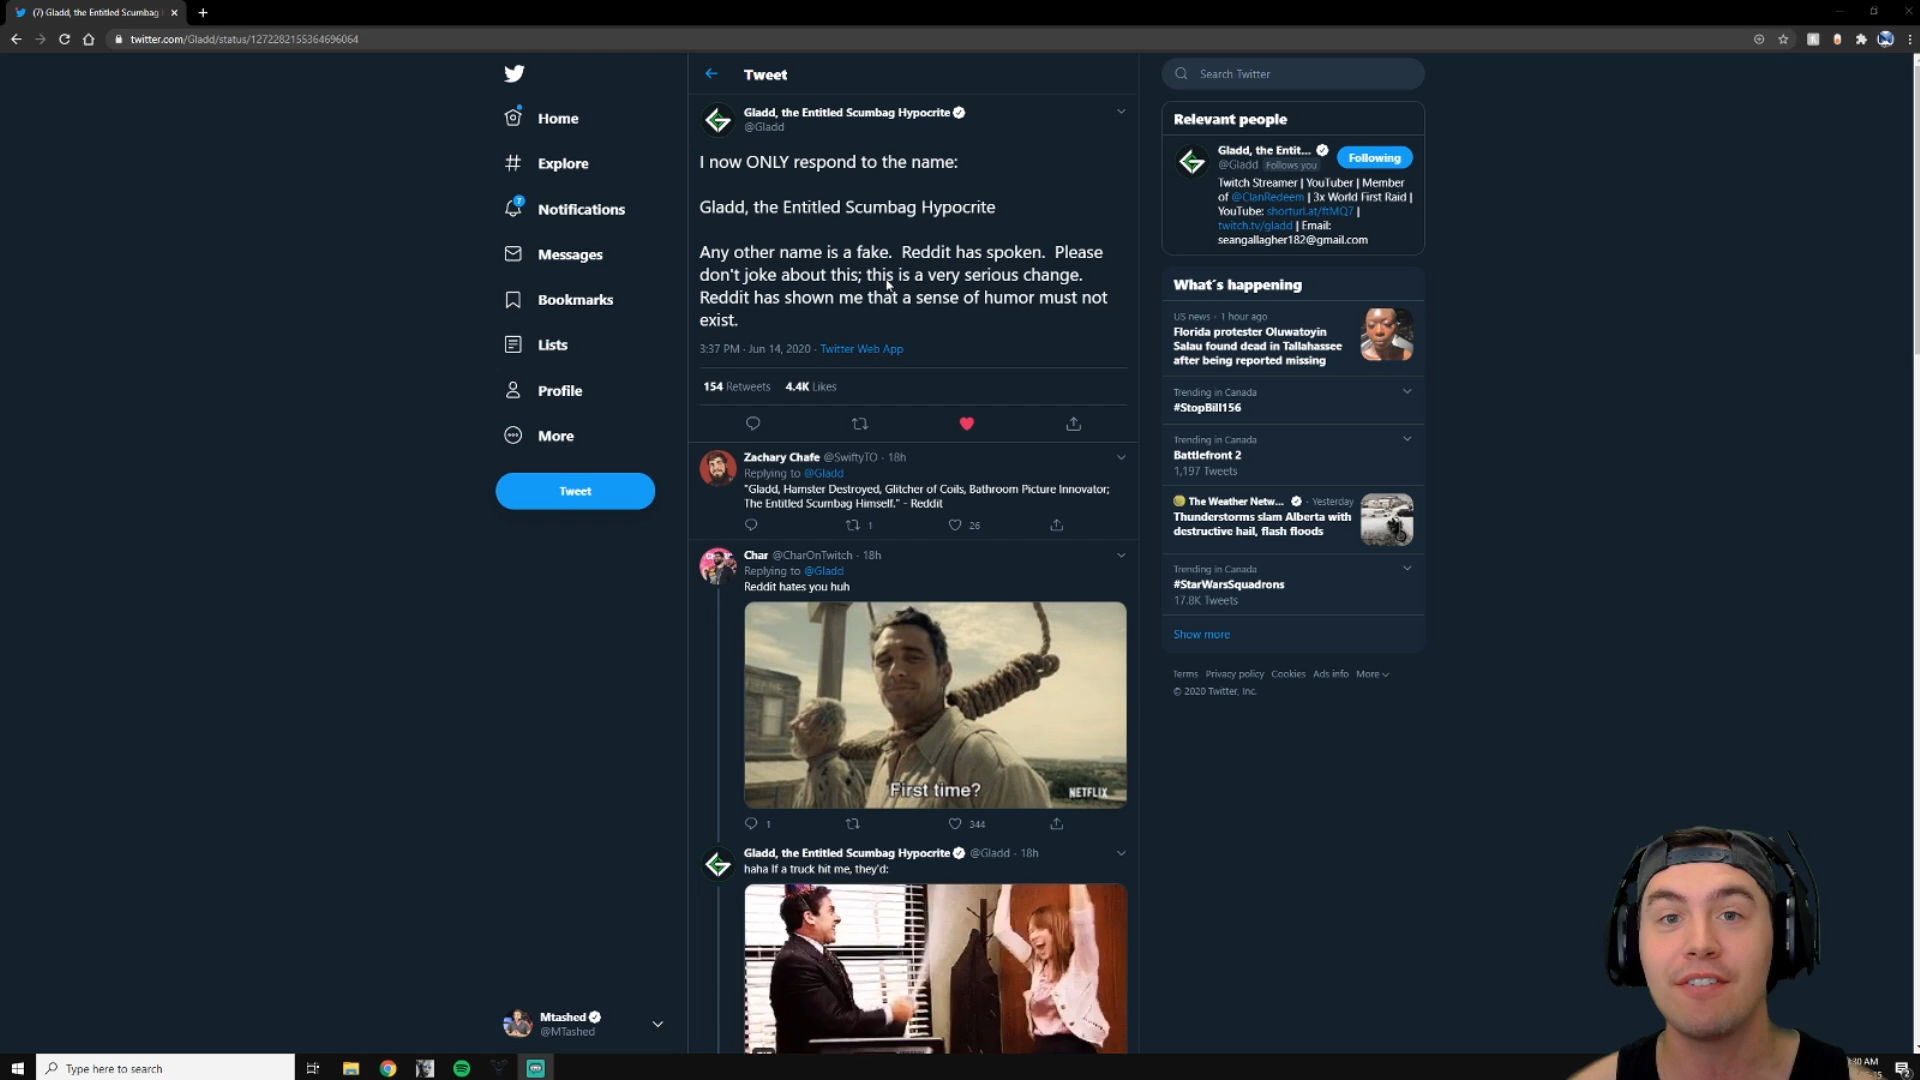 (7) Gladd, the Entitled Scumbag
twitter.com/Gladd/status/1272282155364696064
Home
Explore
7
Notifications
Messages
Bookmarks
Lists
Profile
More
Tweet
Mtashed
@MTashed
Tweet
Gladd, the Entitled Scumbag Hypocrite
@Gladd
I now ONLY respond to the name:
Gladd, the Entitled Scumbag Hypocrite
Any other name is a fake. Reddit has spoken. Please
don't joke about this; this is a very serious change.
Reddit has shown me that a sense of humor must not
exist.
3:37 PM · Jun 14, 2020 · Twitter Web App
154 Retweets 4.4K Likes
Zachary Chafe @SwiftyTO · 18h
Replying to @Gladd
"Gladd, Hamster Destroyed, Glitcher of Coils, Bathroom Picture Innovator;
The Entitled Scumbag Himself." - Reddit
1 26
Char @CharOnTwitch · 18h
Replying to @Gladd
Reddit hates you huh
First time?
NETFLIX
1 344
Gladd, the Entitled Scumbag Hypocrite @Gladd · 18h
haha If a truck hit me, they'd:
Search Twitter
Relevant people
Gladd, the Entit...
@Gladd Follows you
Following
Twitch Streamer | YouTuber | Member
of @ClanRedeem | 3x World First Raid |
YouTube: shorturl.at/ftMQ7 |
twitch.tv/gladd | Email:
seangallagher182@gmail.com
What's happening
US news · 1 hour ago
Florida protester Oluwatoyin
Salau found dead in Tallahassee
after being reported missing
Trending in Canada
#StopBill156
Trending in Canada
Battlefront 2
1,197 Tweets
The Weather Netw... · Yesterday
Thunderstorms slam Alberta with
destructive hail, flash floods
Trending in Canada
#StarWarsSquadrons
17.8K Tweets
Show more
Terms Privacy policy Cookies Ads info More
© 2020 Twitter, Inc.
Type here to search
:30 AM